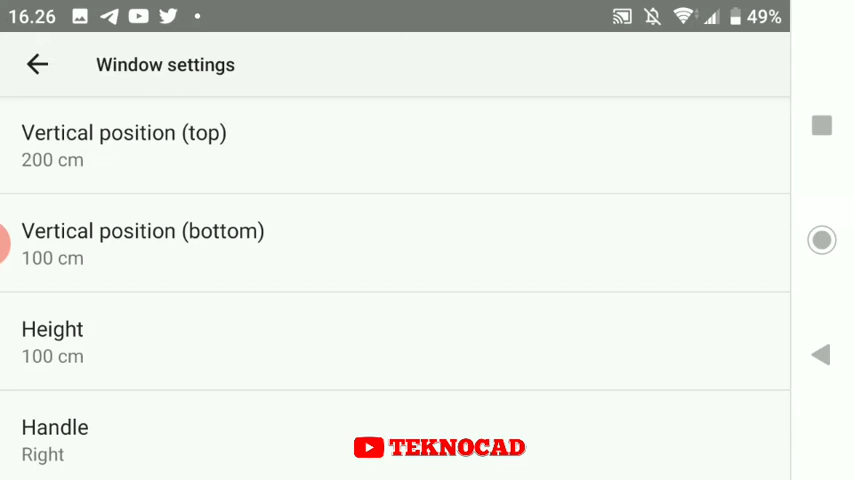 16.26
49%
Window settings
Vertical position (top)
200 cm
Vertical position (bottom)
100 cm
Height
100 cm
Handle
Right
TEKNOCAD